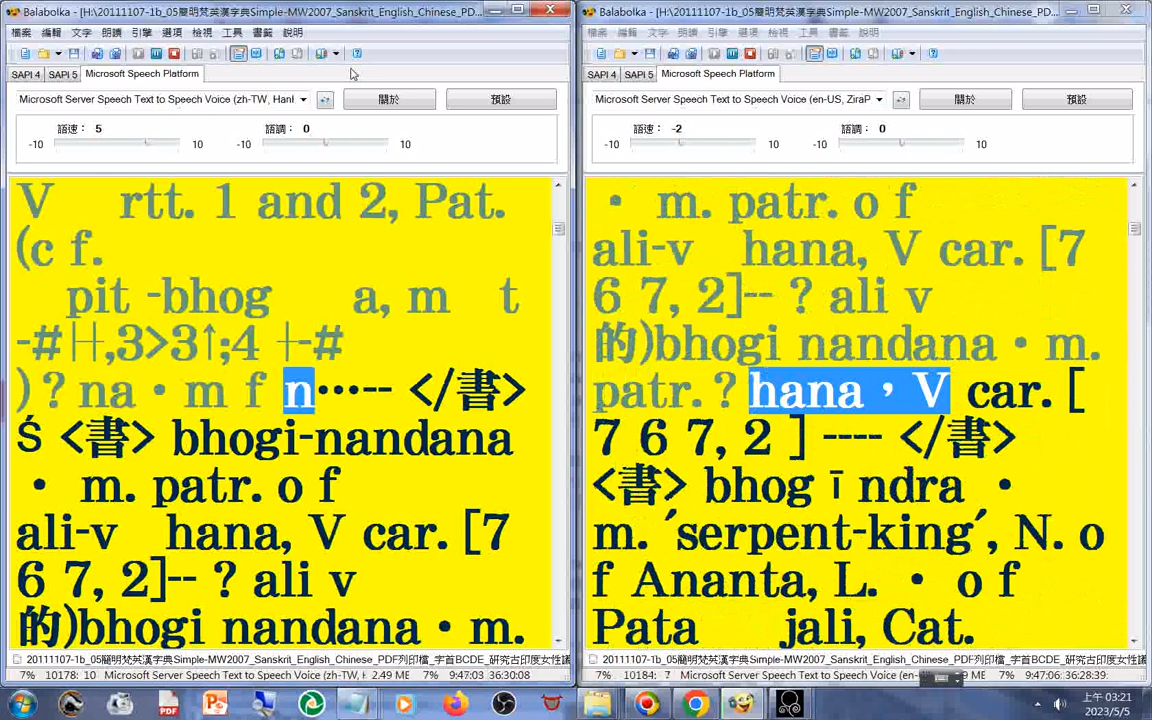 Balabolka - [H:\20111107-1b_05簡明梵英漢字典Simple-MW2007_Sanskrit_English_Chinese_PD...
檔案 編輯 文字 朗讀 引擎 選項 檢視 工具 書籤 說明
SAPI 4 SAPI 5 Microsoft Speech Platform
Microsoft Server Speech Text to Speech Voice (zh-TW, HanI
關於 預設
語速： 5 語調： 0
-10 10 -10 10
V rtt. 1 and 2, Pat.
(c f.
pit -bhog a, m t
-#├┼,3>3↑;4 ┼-#
) ? na • m f n…-- </書>
Ś <書> bhogi-nandana
• m. patr. o f
ali-v hana, V car. [7
6 7, 2]-- ? ali v
的)bhogi nandana • m.
20111107-1b_05簡明梵英漢字典Simple-MW2007_Sanskrit_English_Chinese_PDF列印檔_字首BCDE_研究古印度女性議
7% 10178: 10 Microsoft Server Speech Text to Speech Voice (zh-TW, H 2.49 ME 7% 9:47:03 36:30:08
Balabolka - [H:\20111107-1b_05簡明梵英漢字典Simple-MW2007_Sanskrit_English_Chinese_PD...
檔案 編輯 文字 朗讀 引擎 選項 檢視 工具 書籤 說明
SAPI 4 SAPI 5 Microsoft Speech Platform
Microsoft Server Speech Text to Speech Voice (en-US, ZiraP
關於 預設
語速： -2 語調： 0
-10 10 -10 10
• m. patr. o f
ali-v hana, V car. [7
6 7, 2]-- ? ali v
的)bhogi nandana • m.
patr. ? hana，V car. [
7 6 7, 2 ] ---- </書>
<書> bhog ī ndra •
m. ′serpent-king′, N. o
f Ananta, L. • o f
Pata jali, Cat.
20111107-1b_05簡明梵英漢字典Simple-MW2007_Sanskrit_English_Chinese_PDF列印檔_字首BCDE_研究古印度女性議
7% 10184: 7 Microsoft Server Speech Text to Speech Voice (en-US, ME 7% 9:47:06 36:28:39
上午 03:21
2023/5/5